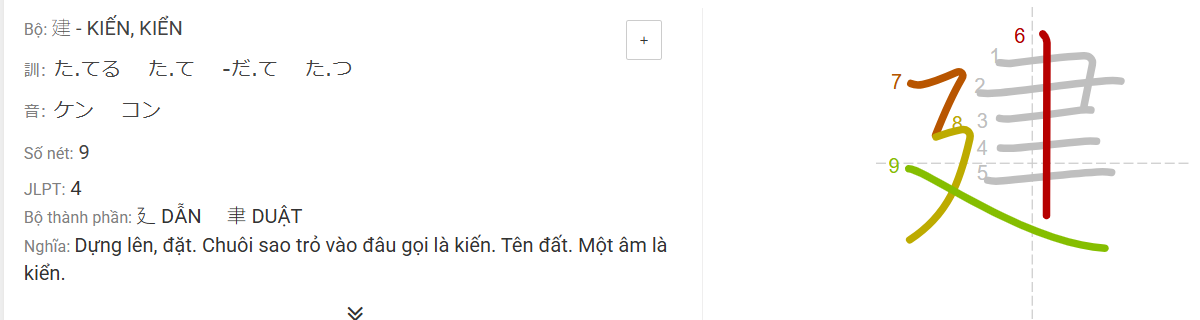 Bộ: 建 - KIẾN, KIỂN
+
訓: た.てる た.て -だ.て た.つ
音: ケン コン
Số nét: 9
JLPT: 4
Bộ thành phần: 廴 DẪN 聿 DUẬT
Nghĩa: Dựng lên, đặt. Chuôi sao trỏ vào đâu gọi là kiến. Tên đất. Một âm là
kiển.
建
1
2
3
4
5
6
7
8
9